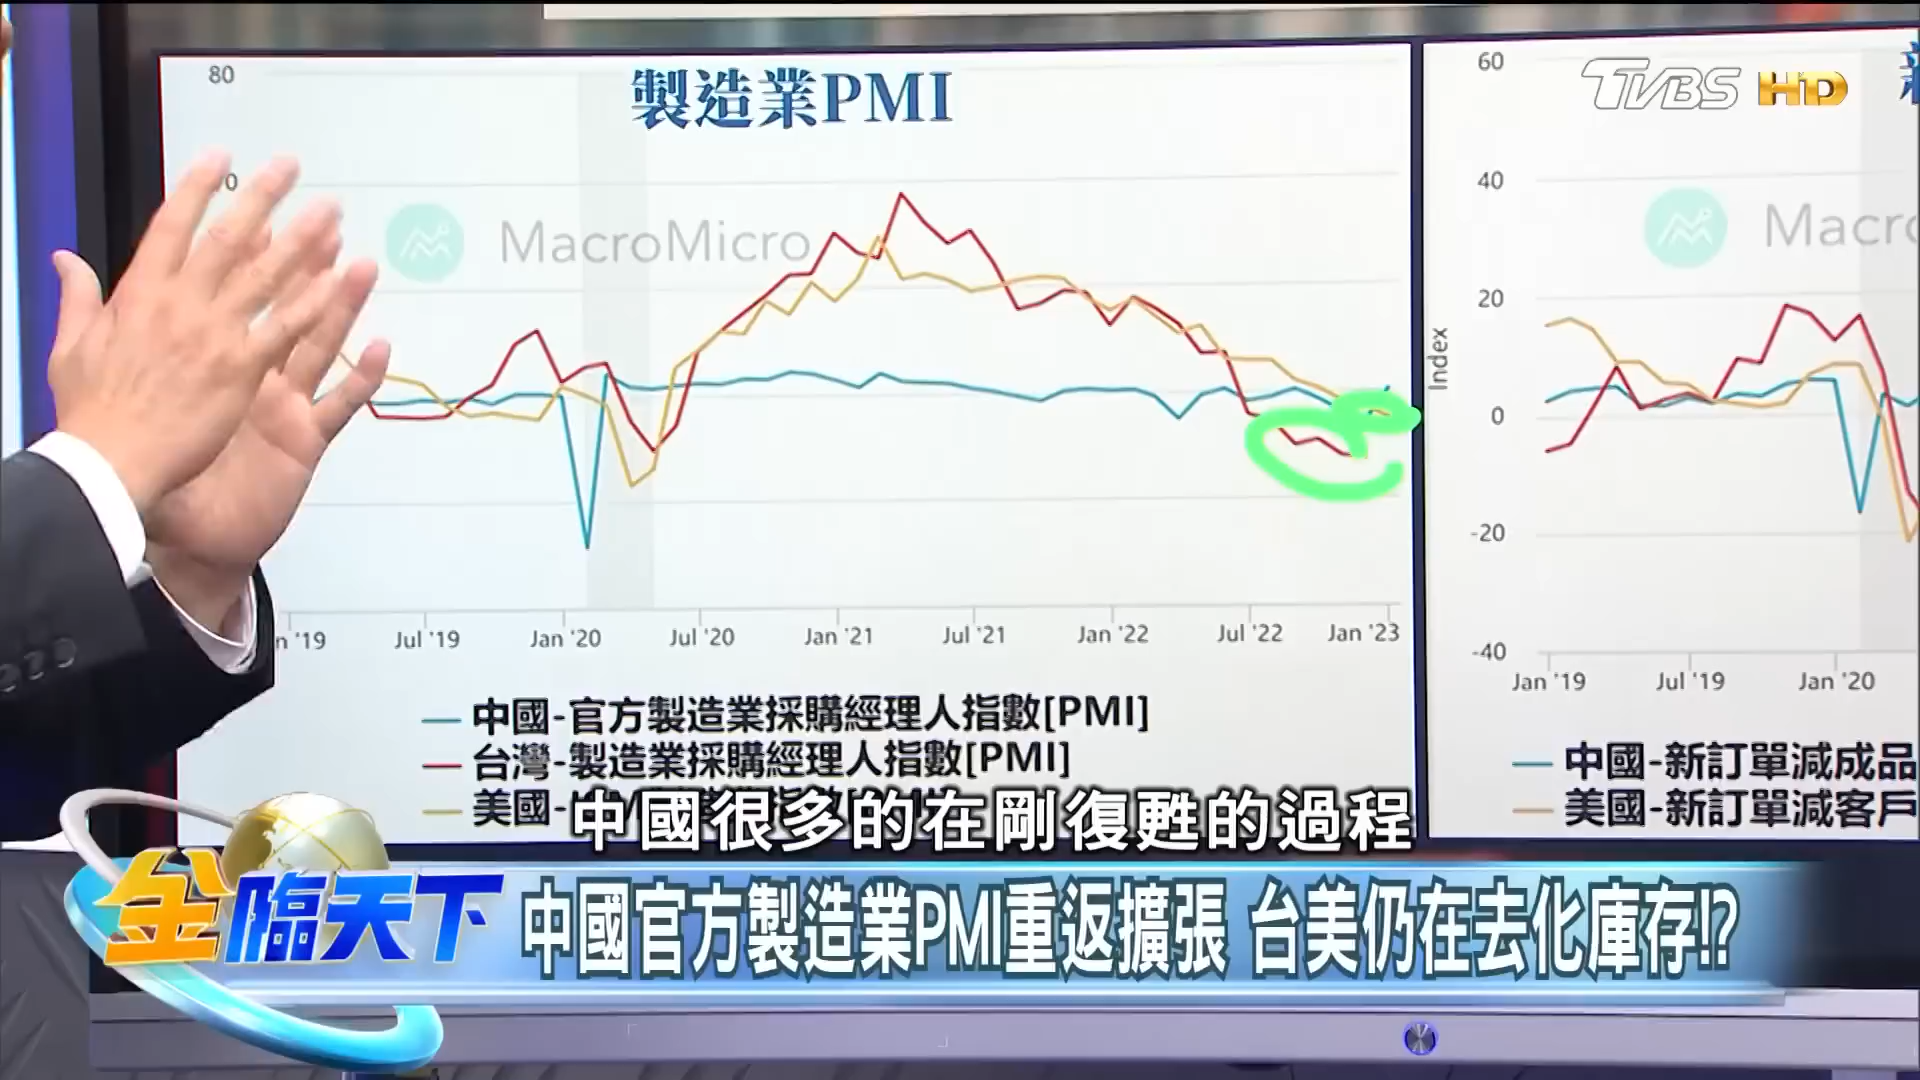 製造業PMI
TVBS HD
80
70
MacroMicro
Jul '19
Jan '20
Jul '20
Jan '21
Jul '21
Jan '22
Jul '22
Jan '23
中國-官方製造業採購經理人指數[PMI]
台灣-製造業採購經理人指數[PMI]
美國-
60
40
20
0
-20
-40
Index
Jan '19
Jul '19
Jan '20
中國-新訂單減成品
美國-新訂單減客戶
中國很多的在剛復甦的過程
金臨天下
中國官方製造業PMI重返擴張 台美仍在去化庫存!?